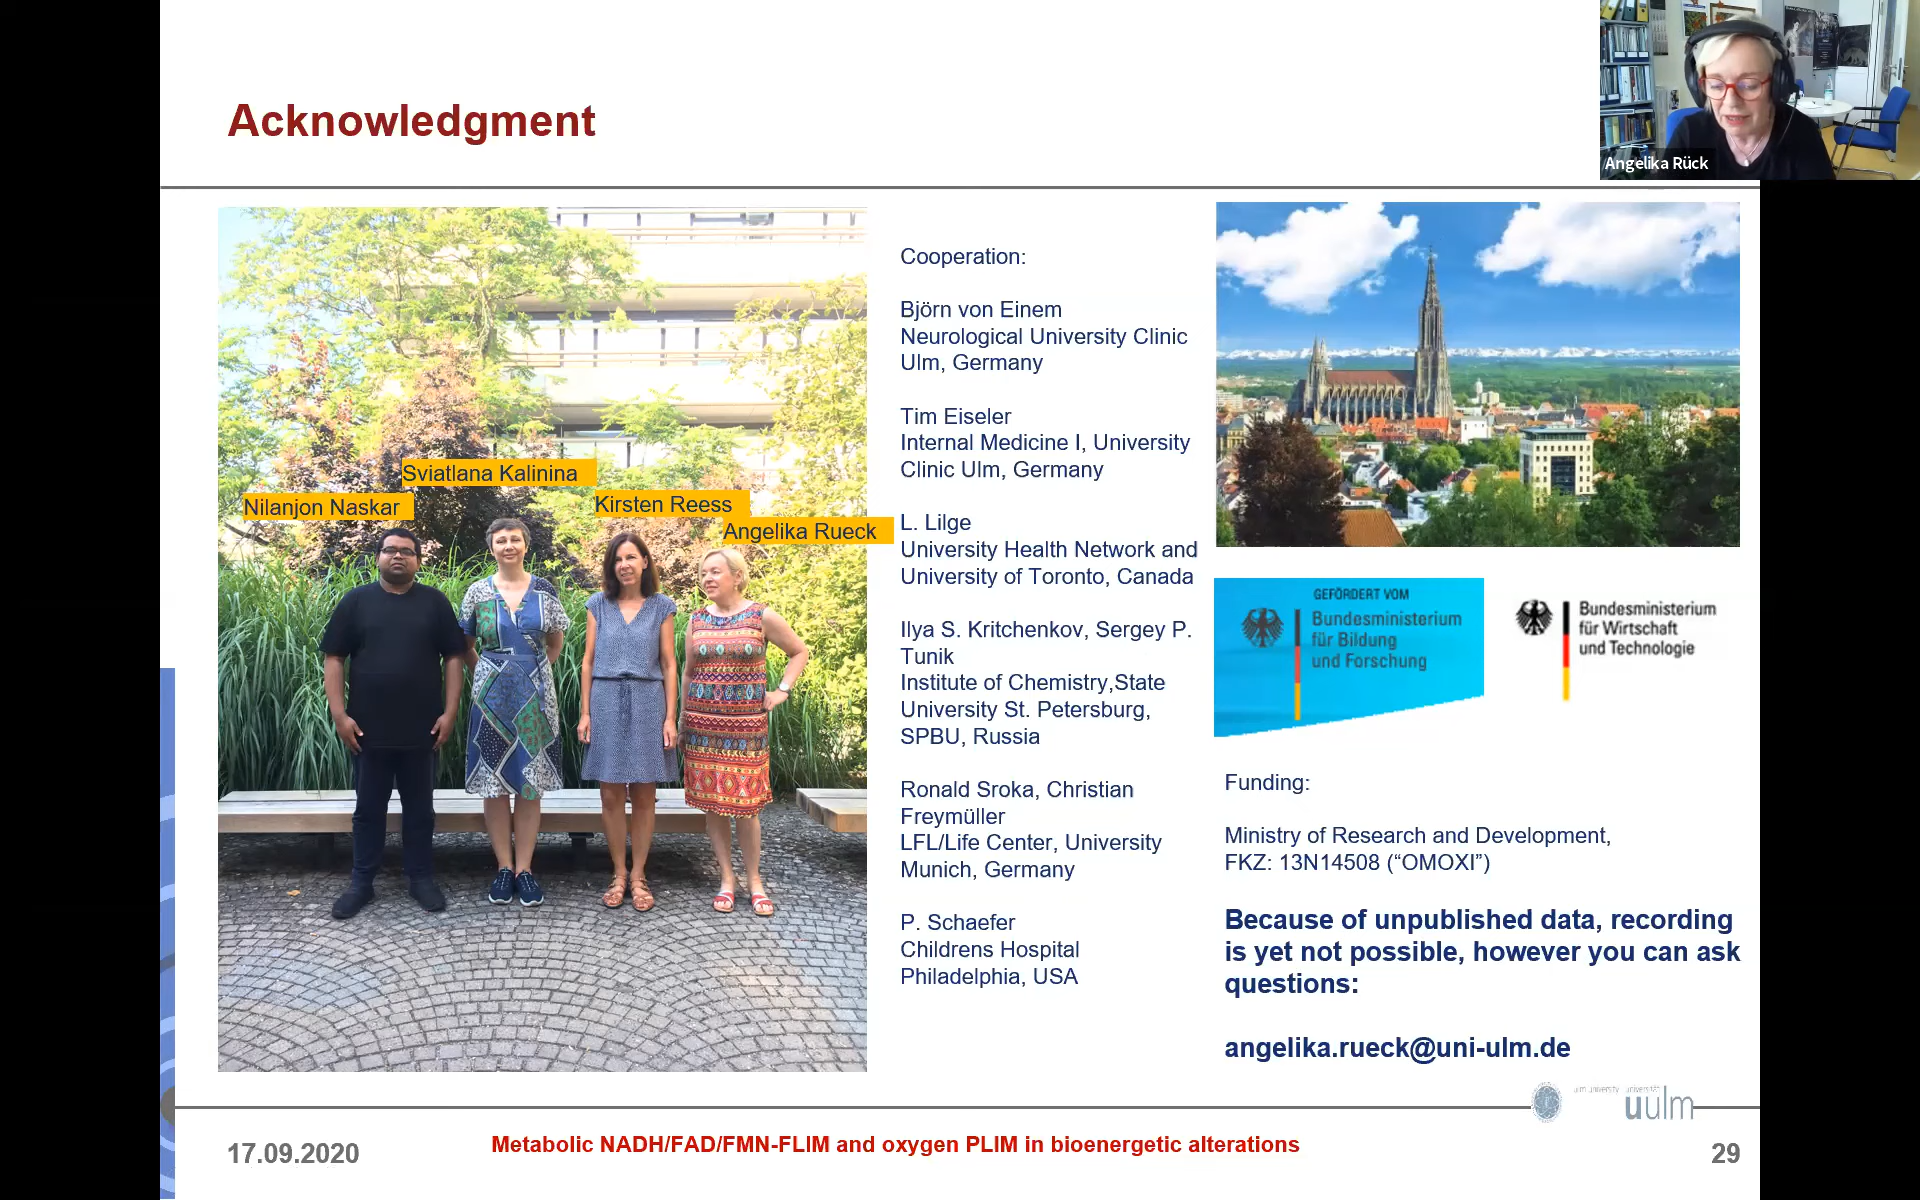 Acknowledgment
Angelika Rück
Sviatlana Kalinina
Nilanjon Naskar
Kirsten Reess
Angelika Rueck
Cooperation:
Björn von Einem
Neurological University Clinic
Ulm, Germany
Tim Eiseler
Internal Medicine I, University
Clinic Ulm, Germany
L. Lilge
University Health Network and
University of Toronto, Canada
Ilya S. Kritchenkov, Sergey P.
Tunik
Institute of Chemistry,State
University St. Petersburg,
SPBU, Russia
Ronald Sroka, Christian
Freymüller
LFL/Life Center, University
Munich, Germany
P. Schaefer
Childrens Hospital
Philadelphia, USA
GEFÖRDERT VOM
Bundesministerium
für Bildung
und Forschung
Bundesministerium
für Wirtschaft
und Technologie
Funding:
Ministry of Research and Development,
FKZ: 13N14508 (“OMOXI”)
Because of unpublished data, recording
is yet not possible, however you can ask
questions:
angelika.rueck@uni-ulm.de
ulm university universität
uulm
17.09.2020
Metabolic NADH/FAD/FMN-FLIM and oxygen PLIM in bioenergetic alterations
29